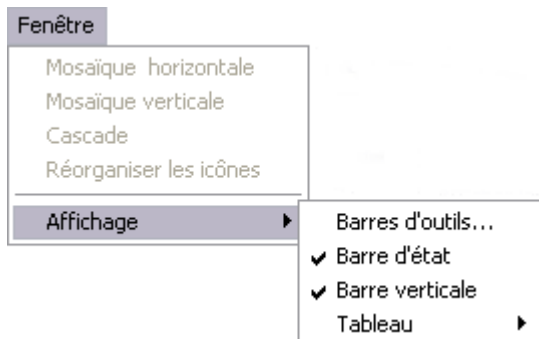 Fenêtre
Mosaïque horizontale
Mosaïque verticale
Cascade
Réorganiser les icônes
Affichage
Barres d'outils...
Barre d'état
Barre verticale
Tableau